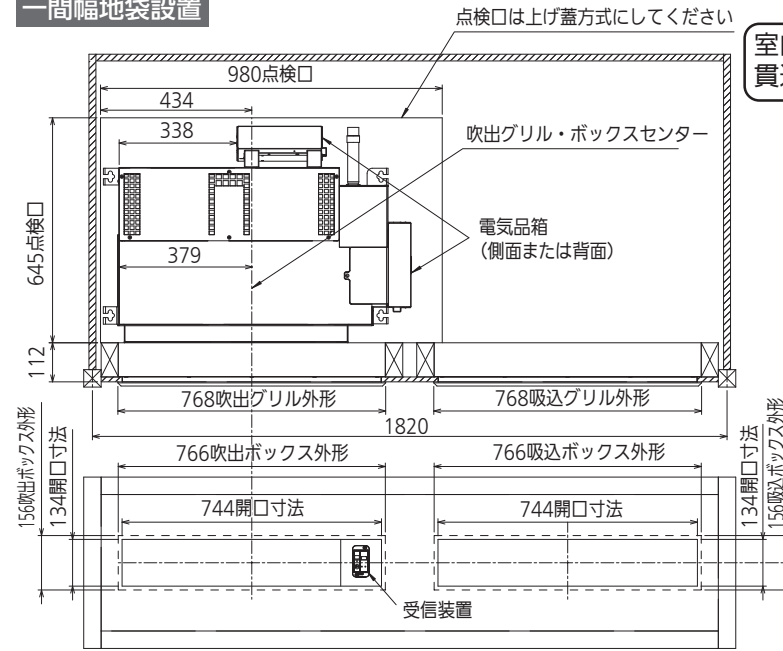 一間幅地袋設置
点検口は上げ蓋方式にしてください
室
貫
980点検口
434
338
吹出グリル・ボックスセンター
645点検口
電気品箱
(側面または背面)
379
112
768吹出グリル外形
768吸込グリル外形
1820
156吹出ボックス外形
134開口寸法
766吹出ボックス外形
766吸込ボックス外形
134開口寸法
156吸込ボックス外形
744開口寸法
744開口寸法
受信装置